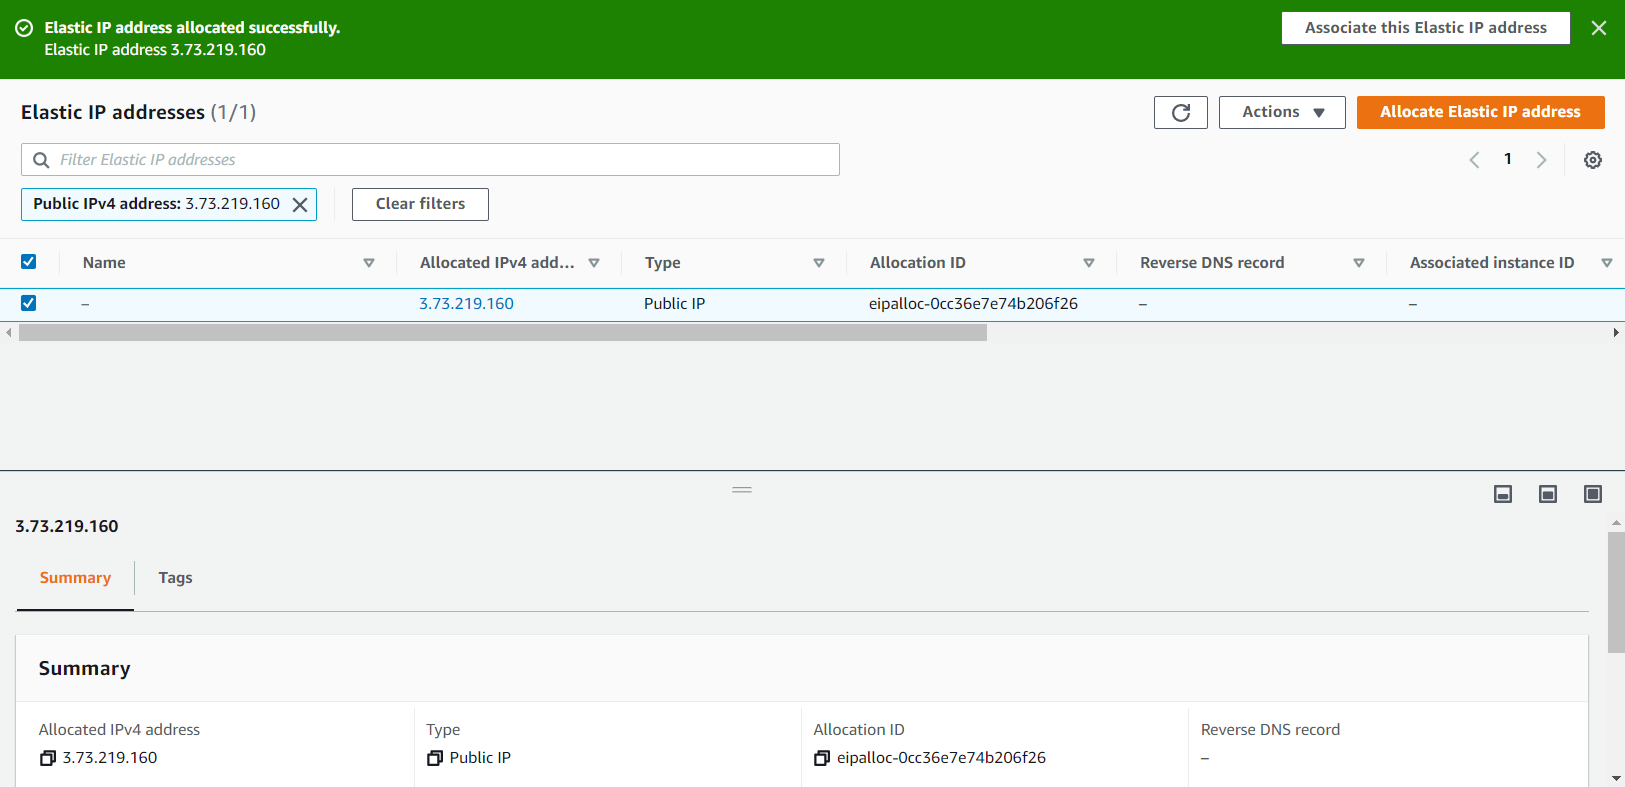 Elastic IP address allocated successfully.
Elastic IP address 3.73.219.160
Associate this Elastic IP address
Elastic IP addresses (1/1)
Actions
Allocate Elastic IP address
Filter Elastic IP addresses
1
Public IPv4 address: 3.73.219.160
Clear filters
Name
Allocated IPv4 add...
Type
Allocation ID
Reverse DNS record
Associated instance ID
–
3.73.219.160
Public IP
eipalloc-0cc36e7e74b206f26
–
–
3.73.219.160
Summary
Tags
Summary
Allocated IPv4 address
3.73.219.160
Type
Public IP
Allocation ID
eipalloc-0cc36e7e74b206f26
Reverse DNS record
–